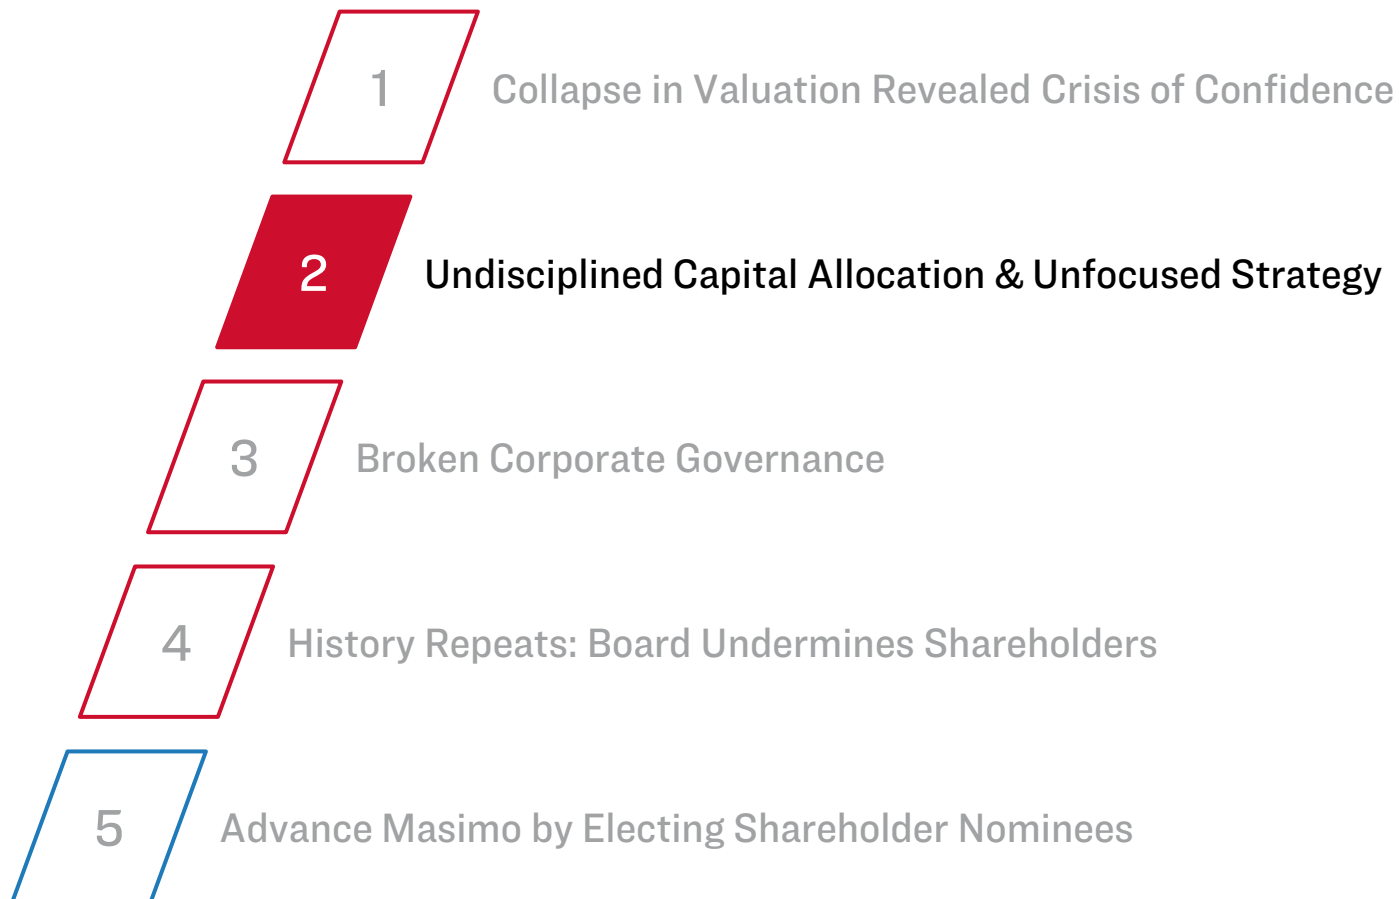 1 Collapse in Valuation Revealed Crisis of Confidence
2 Undisciplined Capital Allocation & Unfocused Strategy
3 Broken Corporate Governance
4 History Repeats: Board Undermines Shareholders
5 Advance Masimo by Electing Shareholder Nominees